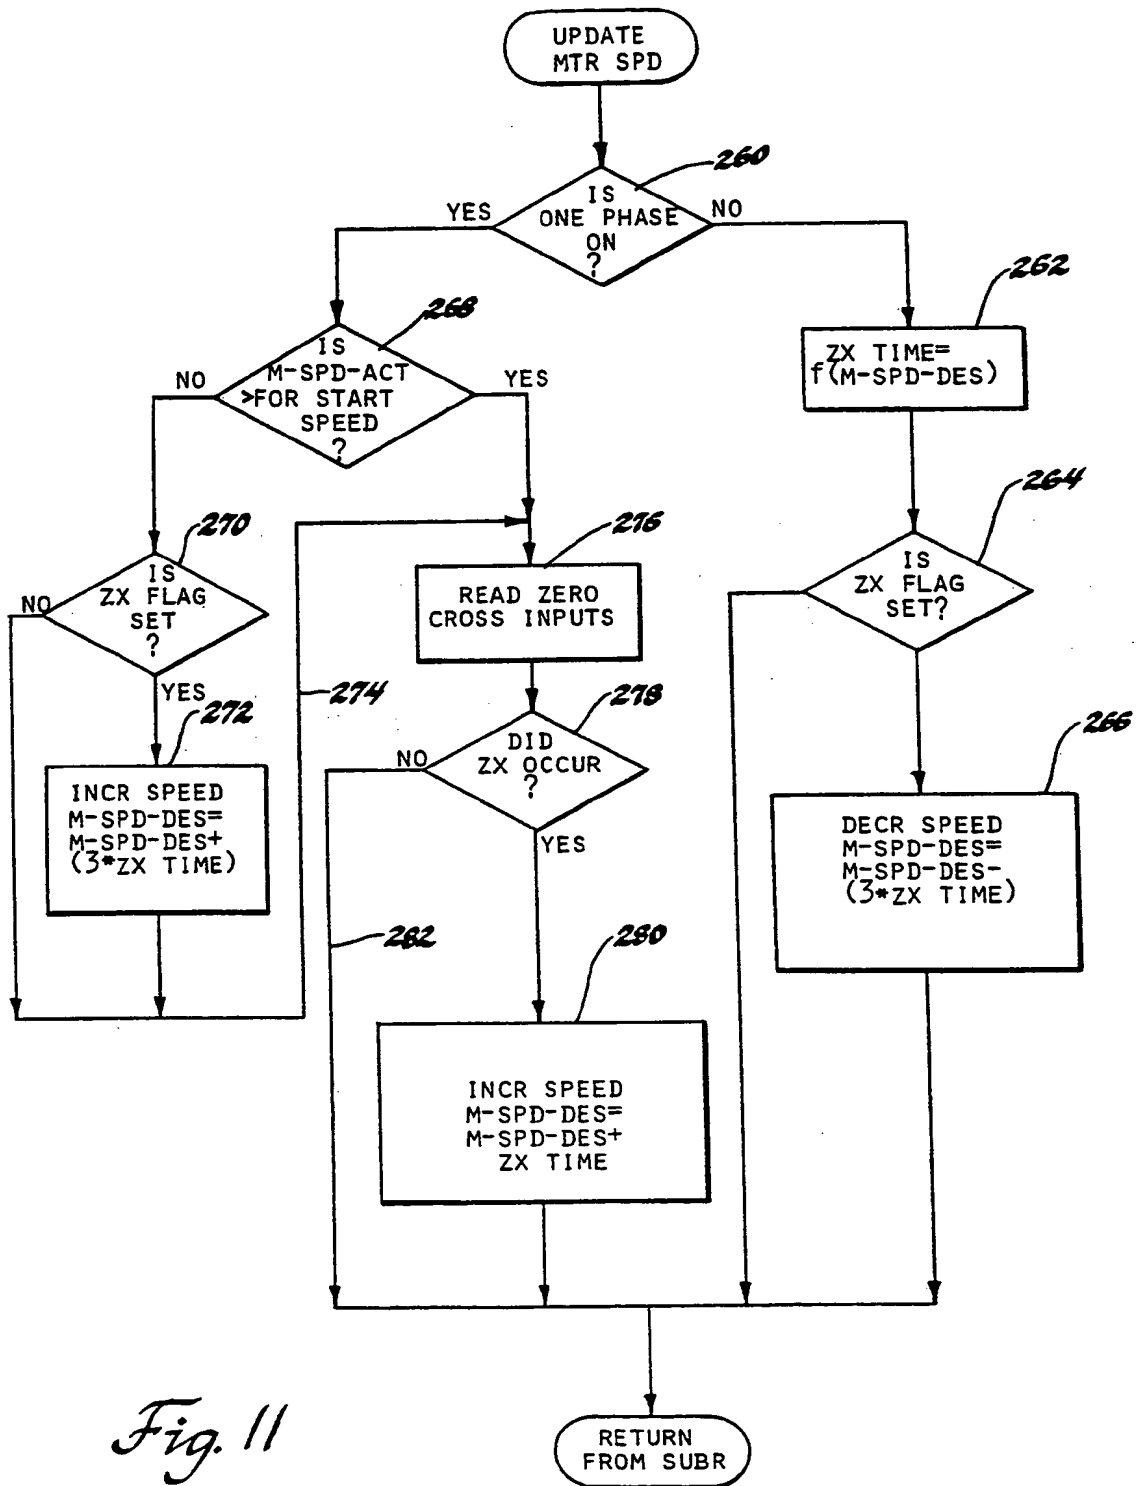 UPDATE
MTR SPD
260
IS
ONE PHASE
ON
?
YES
NO
262
ZX TIME=
f(M-SPD-DES)
268
IS
M-SPD-ACT
>FOR START
SPEED
?
NO
YES
264
IS
ZX FLAG
SET?
270
IS
ZX FLAG
SET
?
NO
YES
276
READ ZERO
CROSS INPUTS
274
272
INCR SPEED
M-SPD-DES=
M-SPD-DES+
(3*ZX TIME)
278
DID
ZX OCCUR
?
NO
YES
266
DECR SPEED
M-SPD-DES=
M-SPD-DES-
(3*ZX TIME)
282
280
INCR SPEED
M-SPD-DES=
M-SPD-DES+
ZX TIME
RETURN
FROM SUBR
Fig. 11